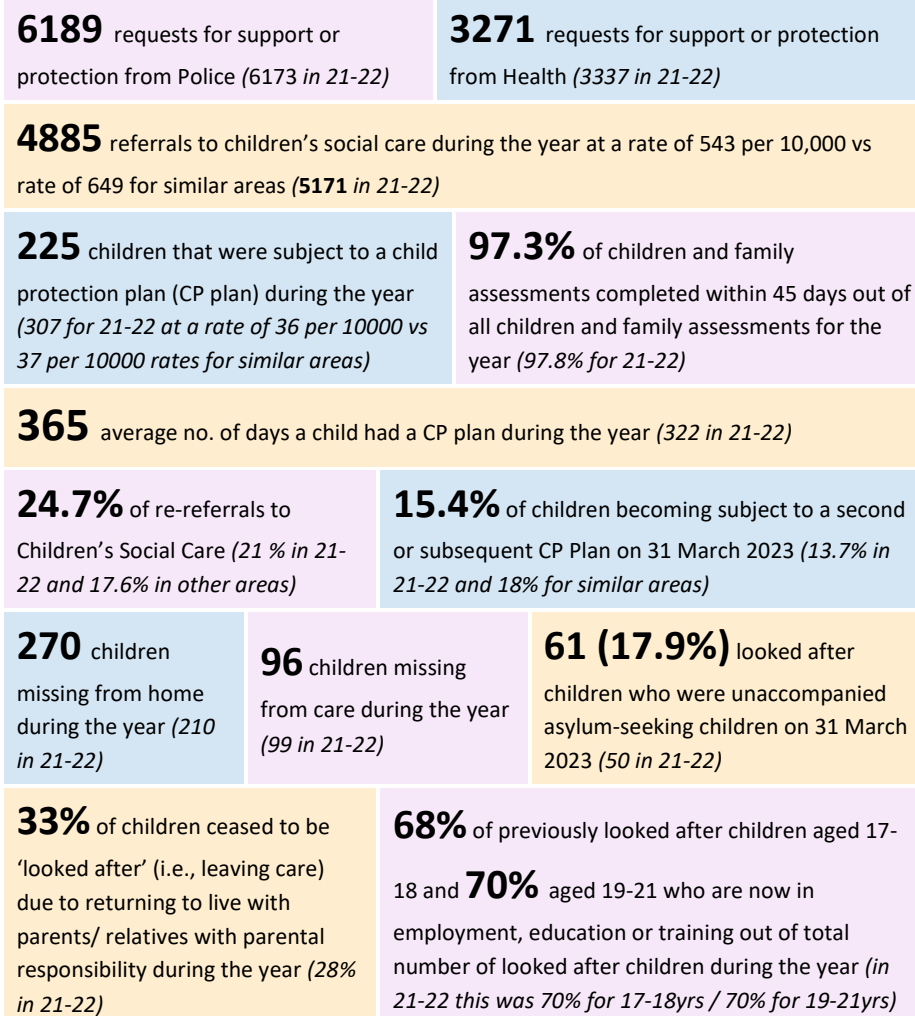 6189 requests for support or
protection from Police (6173 in 21-22)
3271 requests for support or protection
from Health (3337 in 21-22)
4885 referrals to children’s social care during the year at a rate of 543 per 10,000 vs
rate of 649 for similar areas (5171 in 21-22)
225 children that were subject to a child
protection plan (CP plan) during the year
(307 for 21-22 at a rate of 36 per 10000 vs
37 per 10000 rates for similar areas)
97.3% of children and family
assessments completed within 45 days out of
all children and family assessments for the
year (97.8% for 21-22)
365 average no. of days a child had a CP plan during the year (322 in 21-22)
24.7% of re-referrals to
Children’s Social Care (21 % in 21-
22 and 17.6% in other areas)
15.4% of children becoming subject to a second
or subsequent CP Plan on 31 March 2023 (13.7% in
21-22 and 18% for similar areas)
270 children
missing from home
during the year (210
in 21-22)
96 children missing
from care during the year
(99 in 21-22)
61 (17.9%) looked after
children who were unaccompanied
asylum-seeking children on 31 March
2023 (50 in 21-22)
33% of children ceased to be
‘looked after’ (i.e., leaving care)
due to returning to live with
parents/ relatives with parental
responsibility during the year (28%
in 21-22)
68% of previously looked after children aged 17-
18 and 70% aged 19-21 who are now in
employment, education or training out of total
number of looked after children during the year (in
21-22 this was 70% for 17-18yrs / 70% for 19-21yrs)